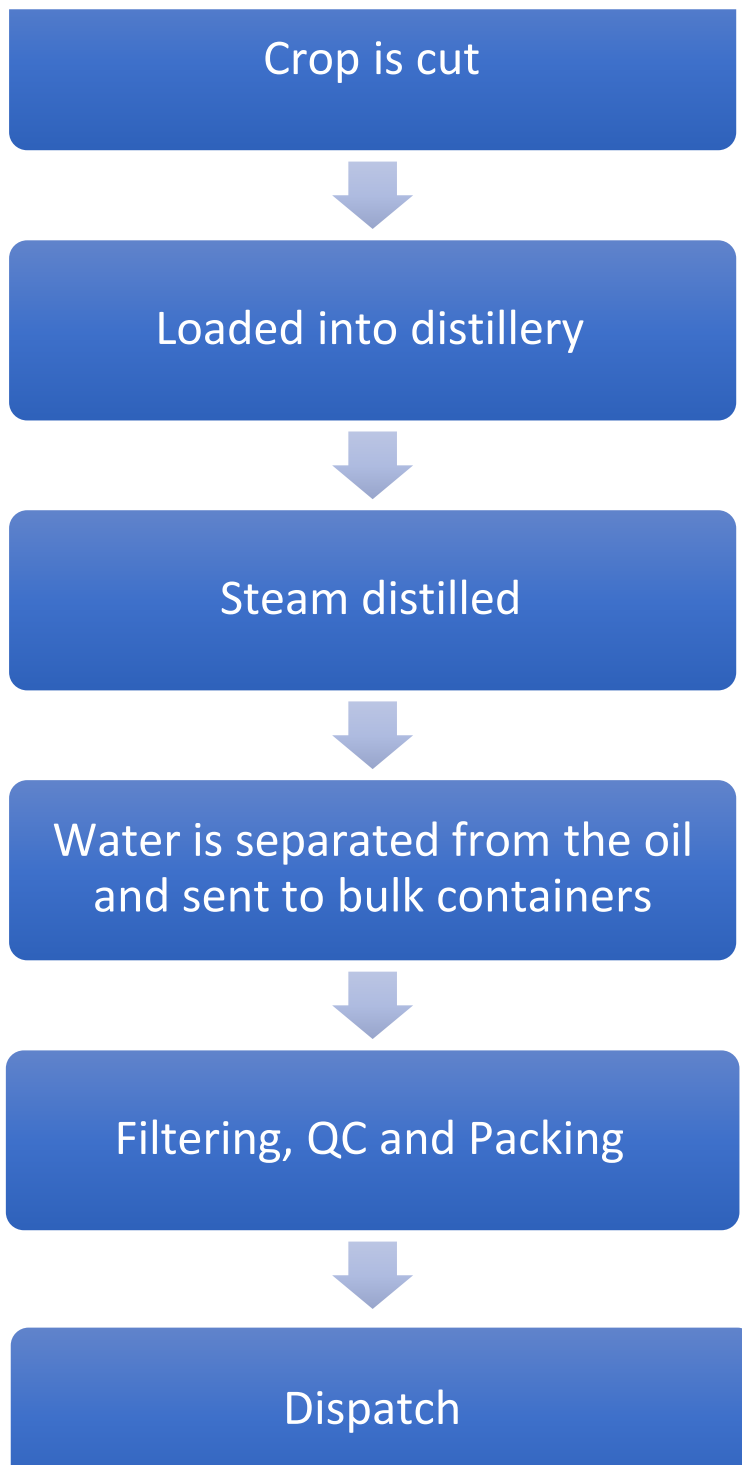 Crop is cut
Loaded into distillery
Steam distilled
Water is separated from the oil
and sent to bulk containers
Filtering, QC and Packing
Dispatch